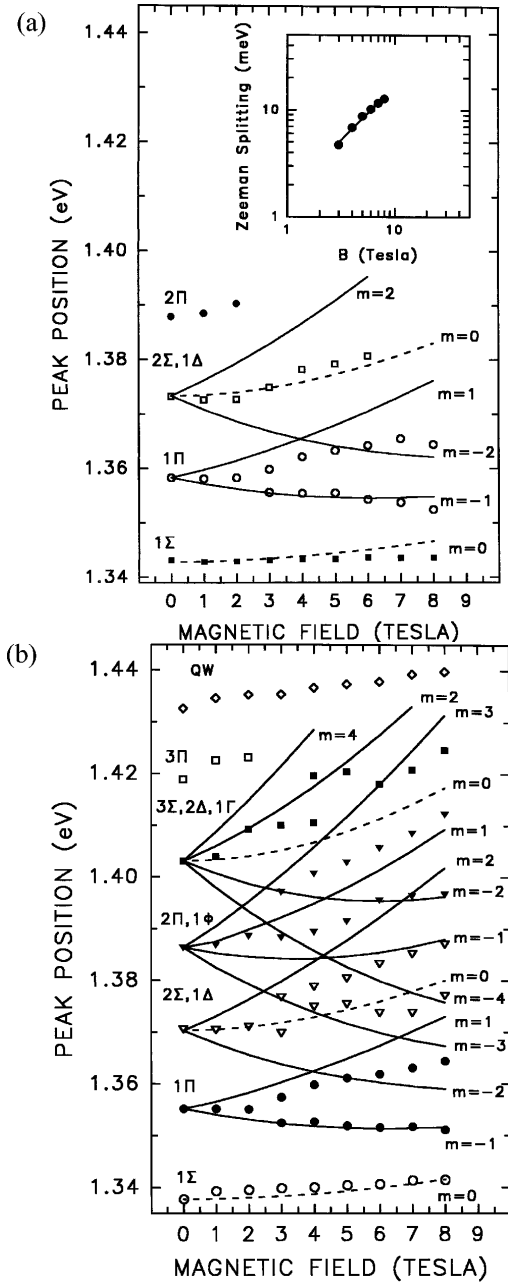 (a)
1.44
1.42
1.40
1.38
1.36
1.34
PEAK POSITION (eV)
Zeeman Splitting (meV)
10
1
1
10
B (Tesla)
2Π
m=2
2Σ,1Δ
m=0
m=1
1Π
m=-2
m=-1
1Σ
m=0
0 1 2 3 4 5 6 7 8 9
MAGNETIC FIELD (TESLA)
(b)
1.44
1.42
1.40
1.38
1.36
1.34
PEAK POSITION (eV)
QW
m=2
m=3
m=4
3Π
m=0
3Σ,2Δ,1Γ
m=1
m=2
m=-2
2Π,1Φ
m=-1
m=0
2Σ,1Δ
m=-4
m=1
m=-3
m=-2
1Π
m=-1
1Σ
m=0
0 1 2 3 4 5 6 7 8 9
MAGNETIC FIELD (TESLA)